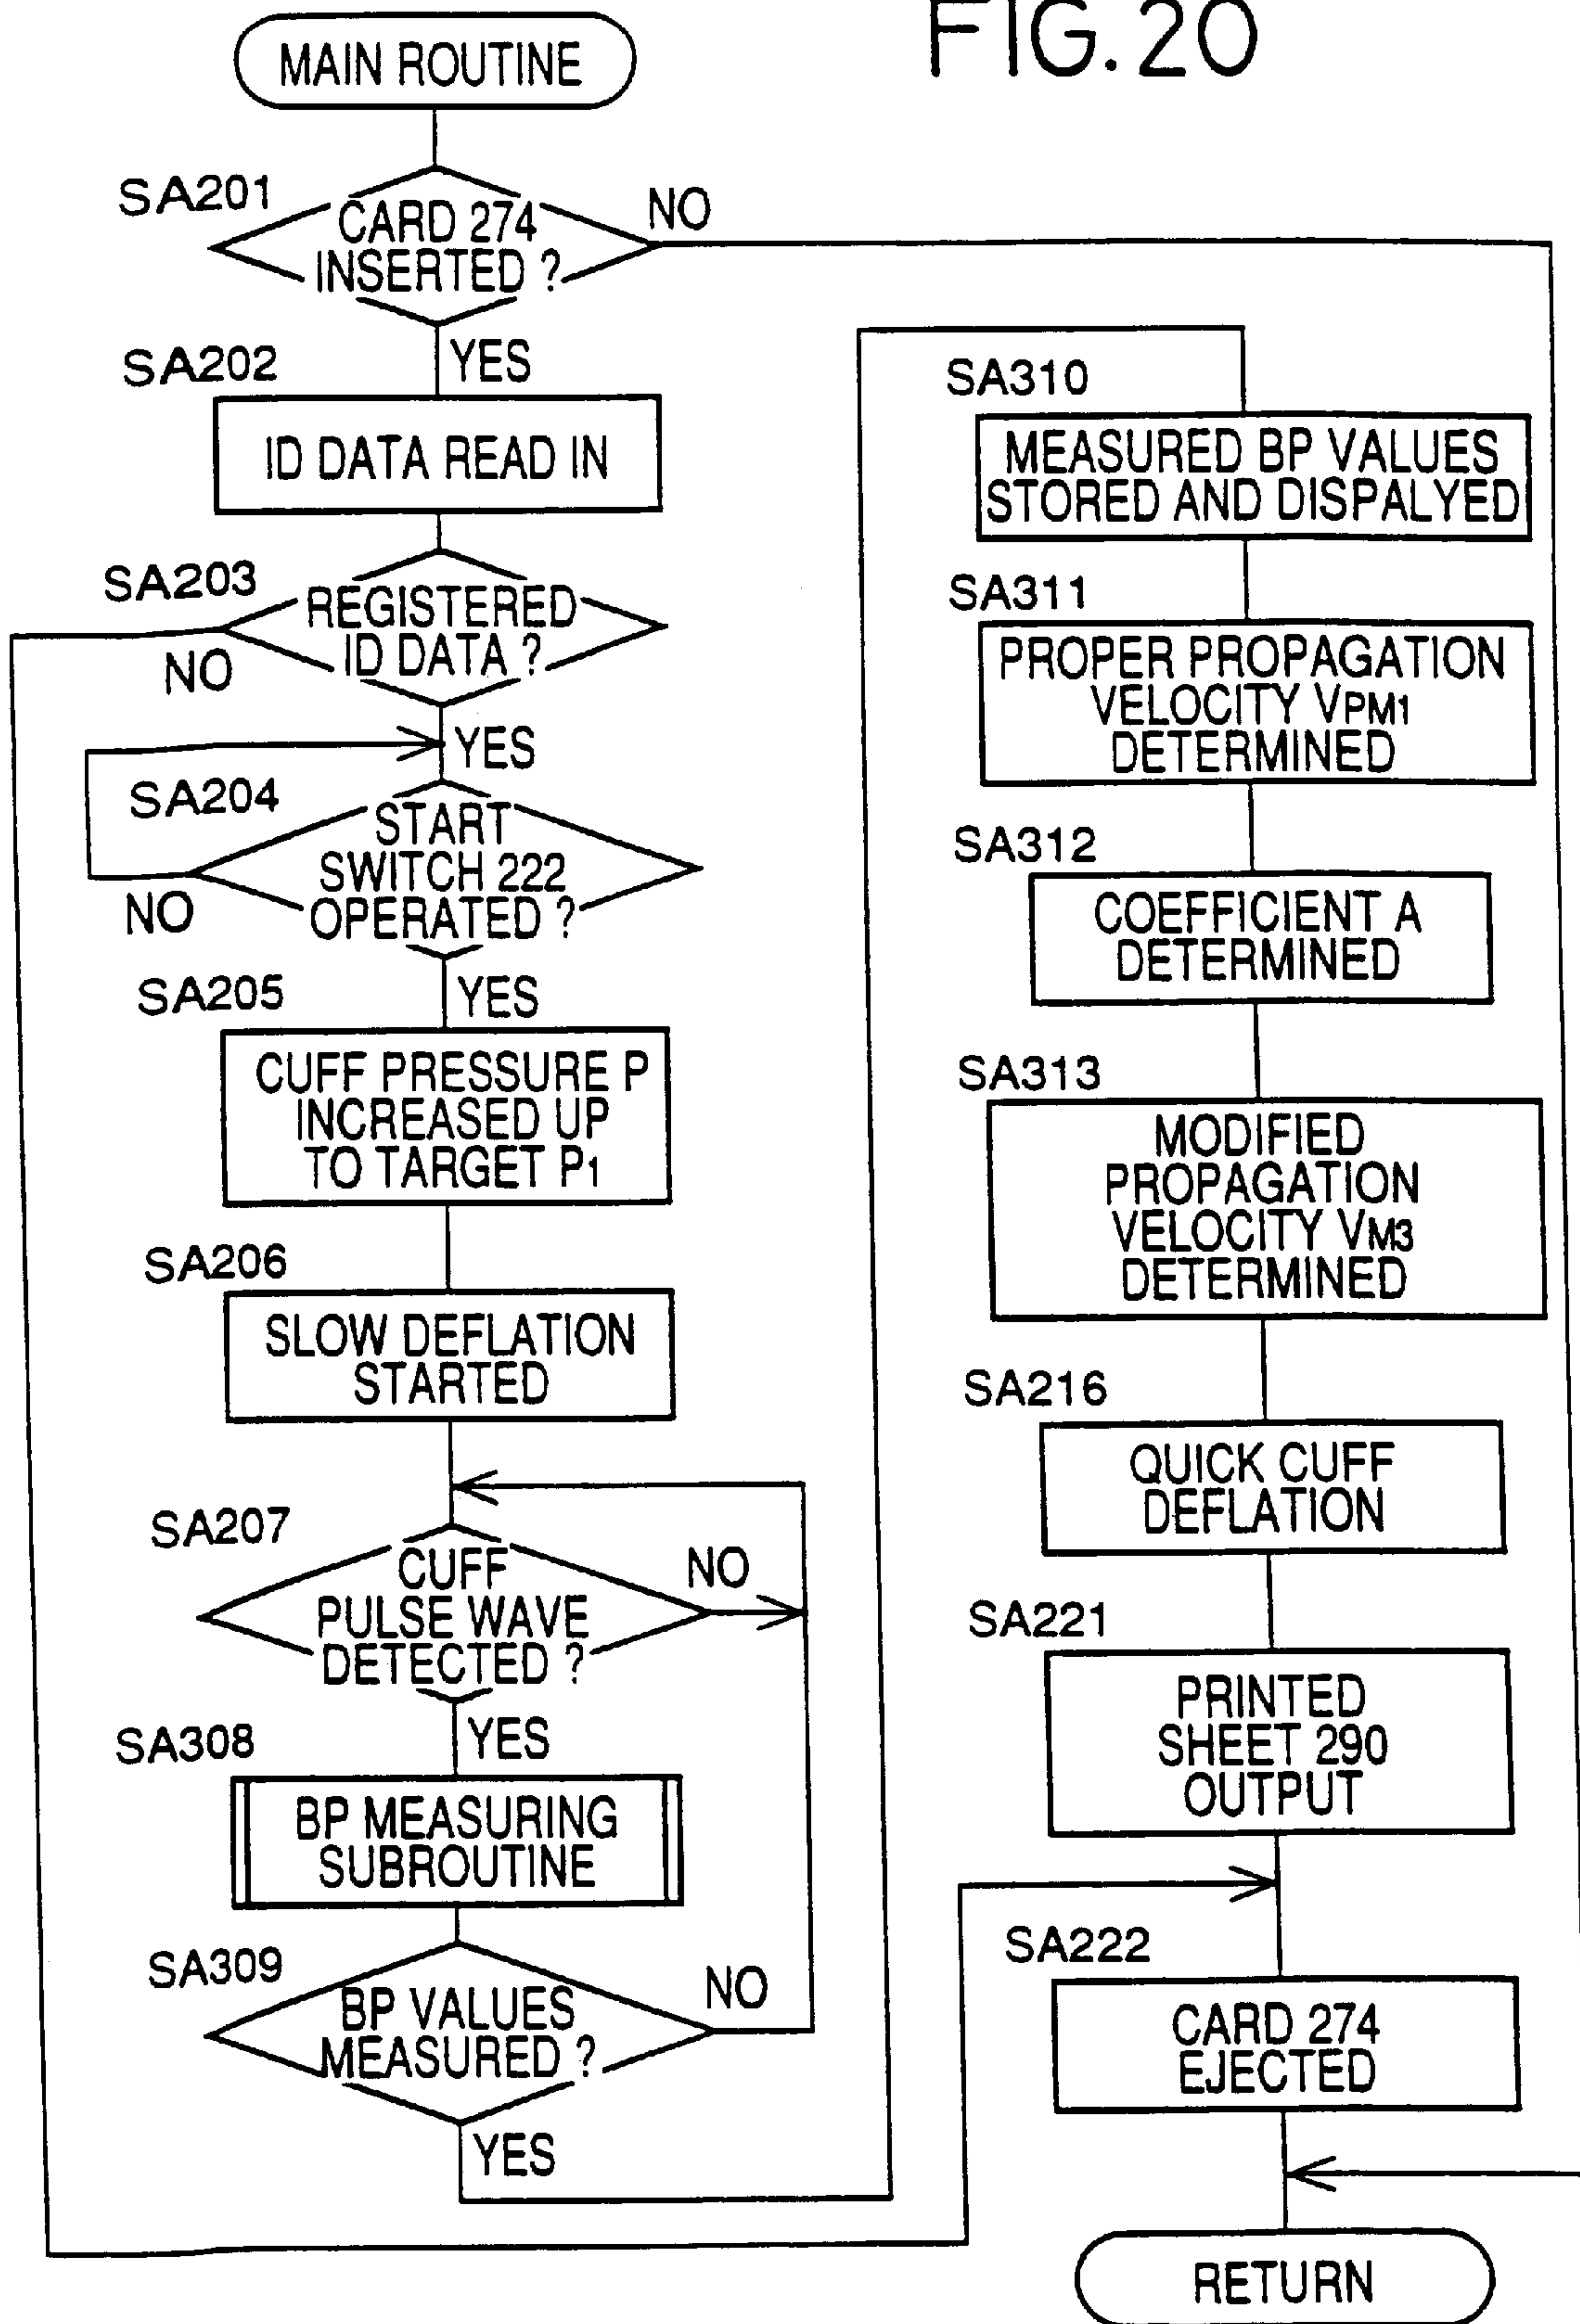 FIG. 20
MAIN ROUTINE
SA201
CARD 274
INSERTED ?
NO
YES
SA202
ID DATA READ IN
SA203
REGISTERED
ID DATA ?
NO
YES
SA204
START
SWITCH 222
OPERATED ?
NO
YES
SA205
CUFF PRESSURE P
INCREASED UP
TO TARGET P1
SA206
SLOW DEFLATION
STARTED
SA207
CUFF
PULSE WAVE
DETECTED ?
NO
YES
SA308
BP MEASURING
SUBROUTINE
SA309
BP VALUES
MEASURED ?
NO
YES
SA310
MEASURED BP VALUES
STORED AND DISPALYED
SA311
PROPER PROPAGATION
VELOCITY VPM1
DETERMINED
SA312
COEFFICIENT A
DETERMINED
SA313
MODIFIED
PROPAGATION
VELOCITY VM3
DETERMINED
SA216
QUICK CUFF
DEFLATION
SA221
PRINTED
SHEET 290
OUTPUT
SA222
CARD 274
EJECTED
RETURN